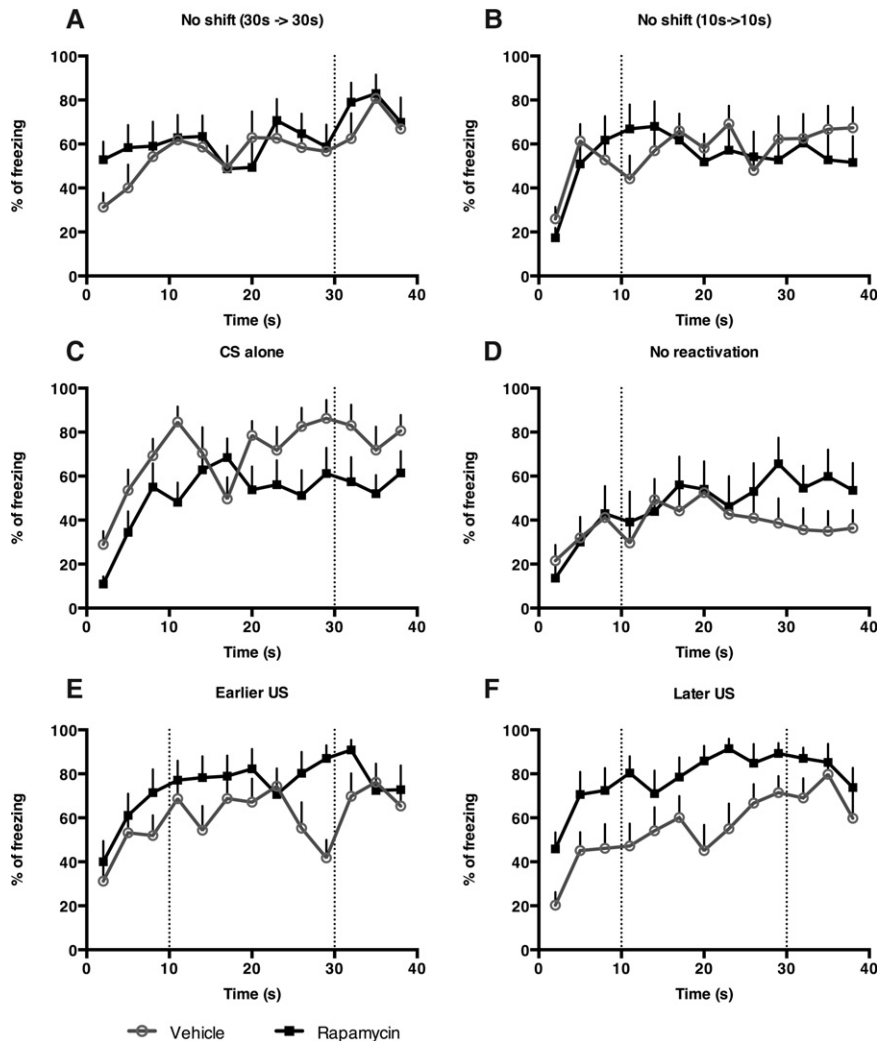 A
No shift (30s -> 30s)
100
80
60
40
20
0
% of freezing
0 10 20 30 40
Time (s)
B
No shift (10s->10s)
100
80
60
40
20
0
% of freezing
0 10 20 30 40
Time (s)
C
CS alone
100
80
60
40
20
0
% of freezing
0 10 20 30 40
Time (s)
D
No reactivation
100
80
60
40
20
0
% of freezing
0 10 20 30 40
Time (s)
E
Earlier US
100
80
60
40
20
0
% of freezing
0 10 20 30 40
Time (s)
F
Later US
100
80
60
40
20
0
% of freezing
0 10 20 30 40
Time (s)
Vehicle Rapamycin